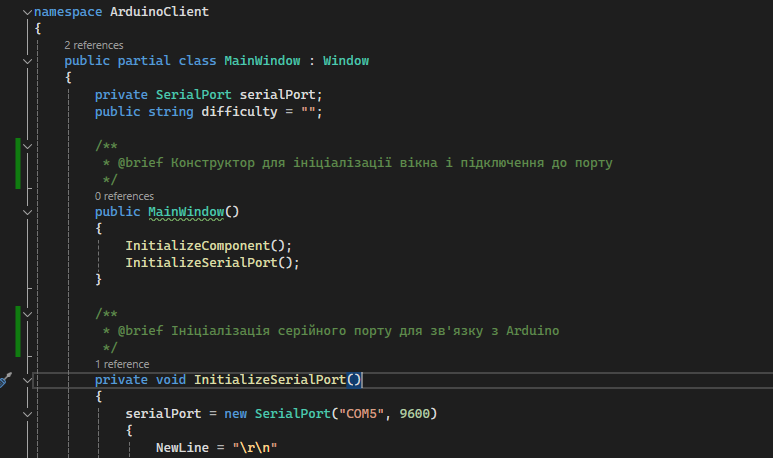 namespace ArduinoClient
{
2 references
public partial class MainWindow : Window
{
private SerialPort serialPort;
public string difficulty = "";
/**
* @brief Конструктор для ініціалізації вікна і підключення до порту
*/
0 references
public MainWindow()
{
InitializeComponent();
InitializeSerialPort();
}
/**
* @brief Ініціалізація серійного порту для зв'язку з Arduino
*/
1 reference
private void InitializeSerialPort()
{
serialPort = new SerialPort("COM5", 9600)
{
NewLine = "\r\n"